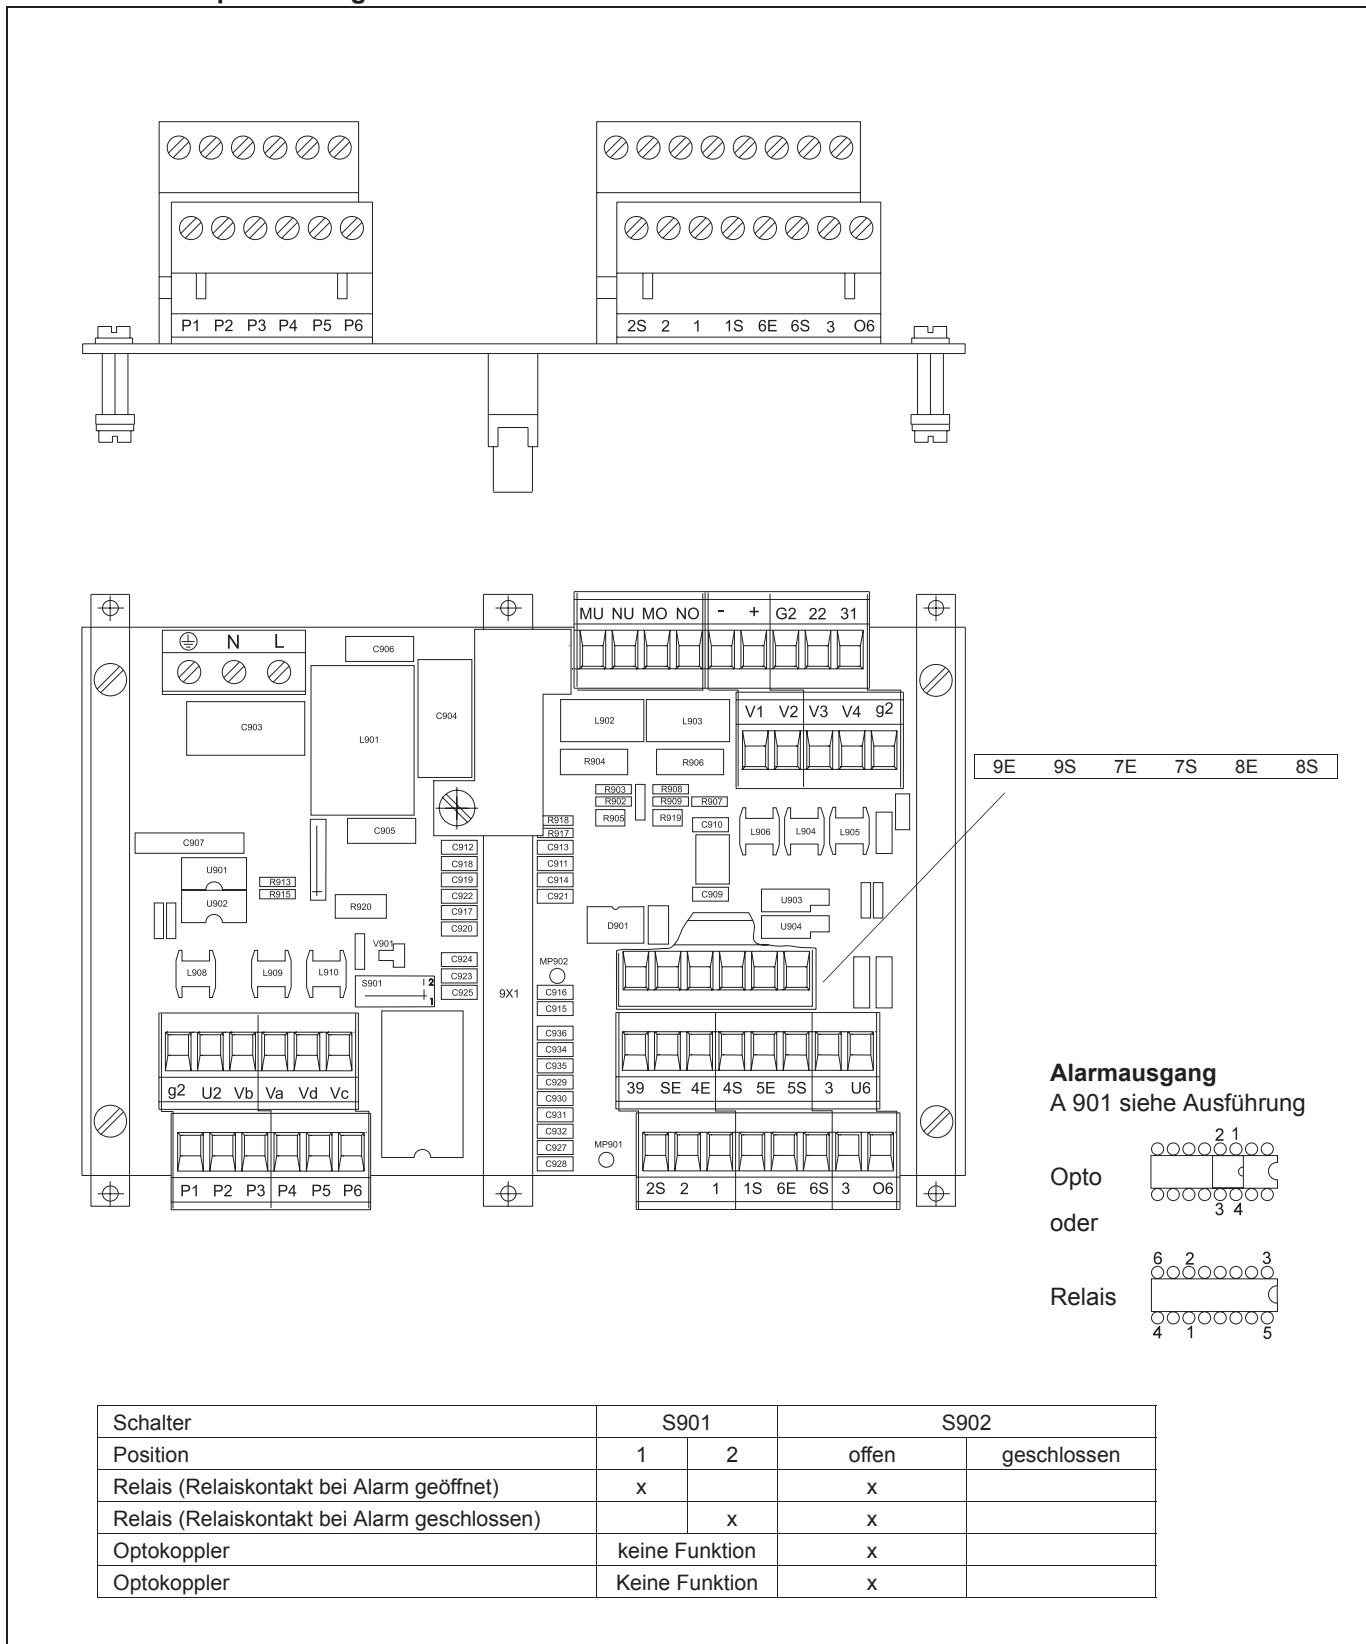 P1 P2 P3 P4 P5 P6
2S 2 1 1S 6E 6S 3 O6
MU NU MO NO - + G2 22 31
N L
C906
C903
L901
C904
L902 L903
V1 V2 V3 V4 g2
R904 R906
9E 9S 7E 7S 8E 8S
R903 R908
R902 R909 R907
R905 R919
C910
L906 L904 L905
C907
C905
R918
R917
C912 C913
C918 C911
C919 C914
C922 C921
C917
C920
U901
U902
R913
R915
R920
C909
U903
U904
D901
V901
C924
C923
C925
MP902
L908 L909 L910
S901 2
1
9X1
C916
C915
C936
C934
C935
C929
C930
C931
C932
C927
C928
MP901
g2 U2 Vb Va Vd Vc
39 SE 4E 4S 5E 5S 3 U6
P1 P2 P3 P4 P5 P6
2S 2 1 1S 6E 6S 3 O6
Alarmausgang
A 901 siehe Ausführung
2 1
Opto
3 4
oder
6 2 3
Relais
4 1 5
Schalter S901 S902
Position 1 2 offen geschlossen
Relais (Relaiskontakt bei Alarm geöffnet) x x
Relais (Relaiskontakt bei Alarm geschlossen) x x
Optokoppler keine Funktion x
Optokoppler Keine Funktion x